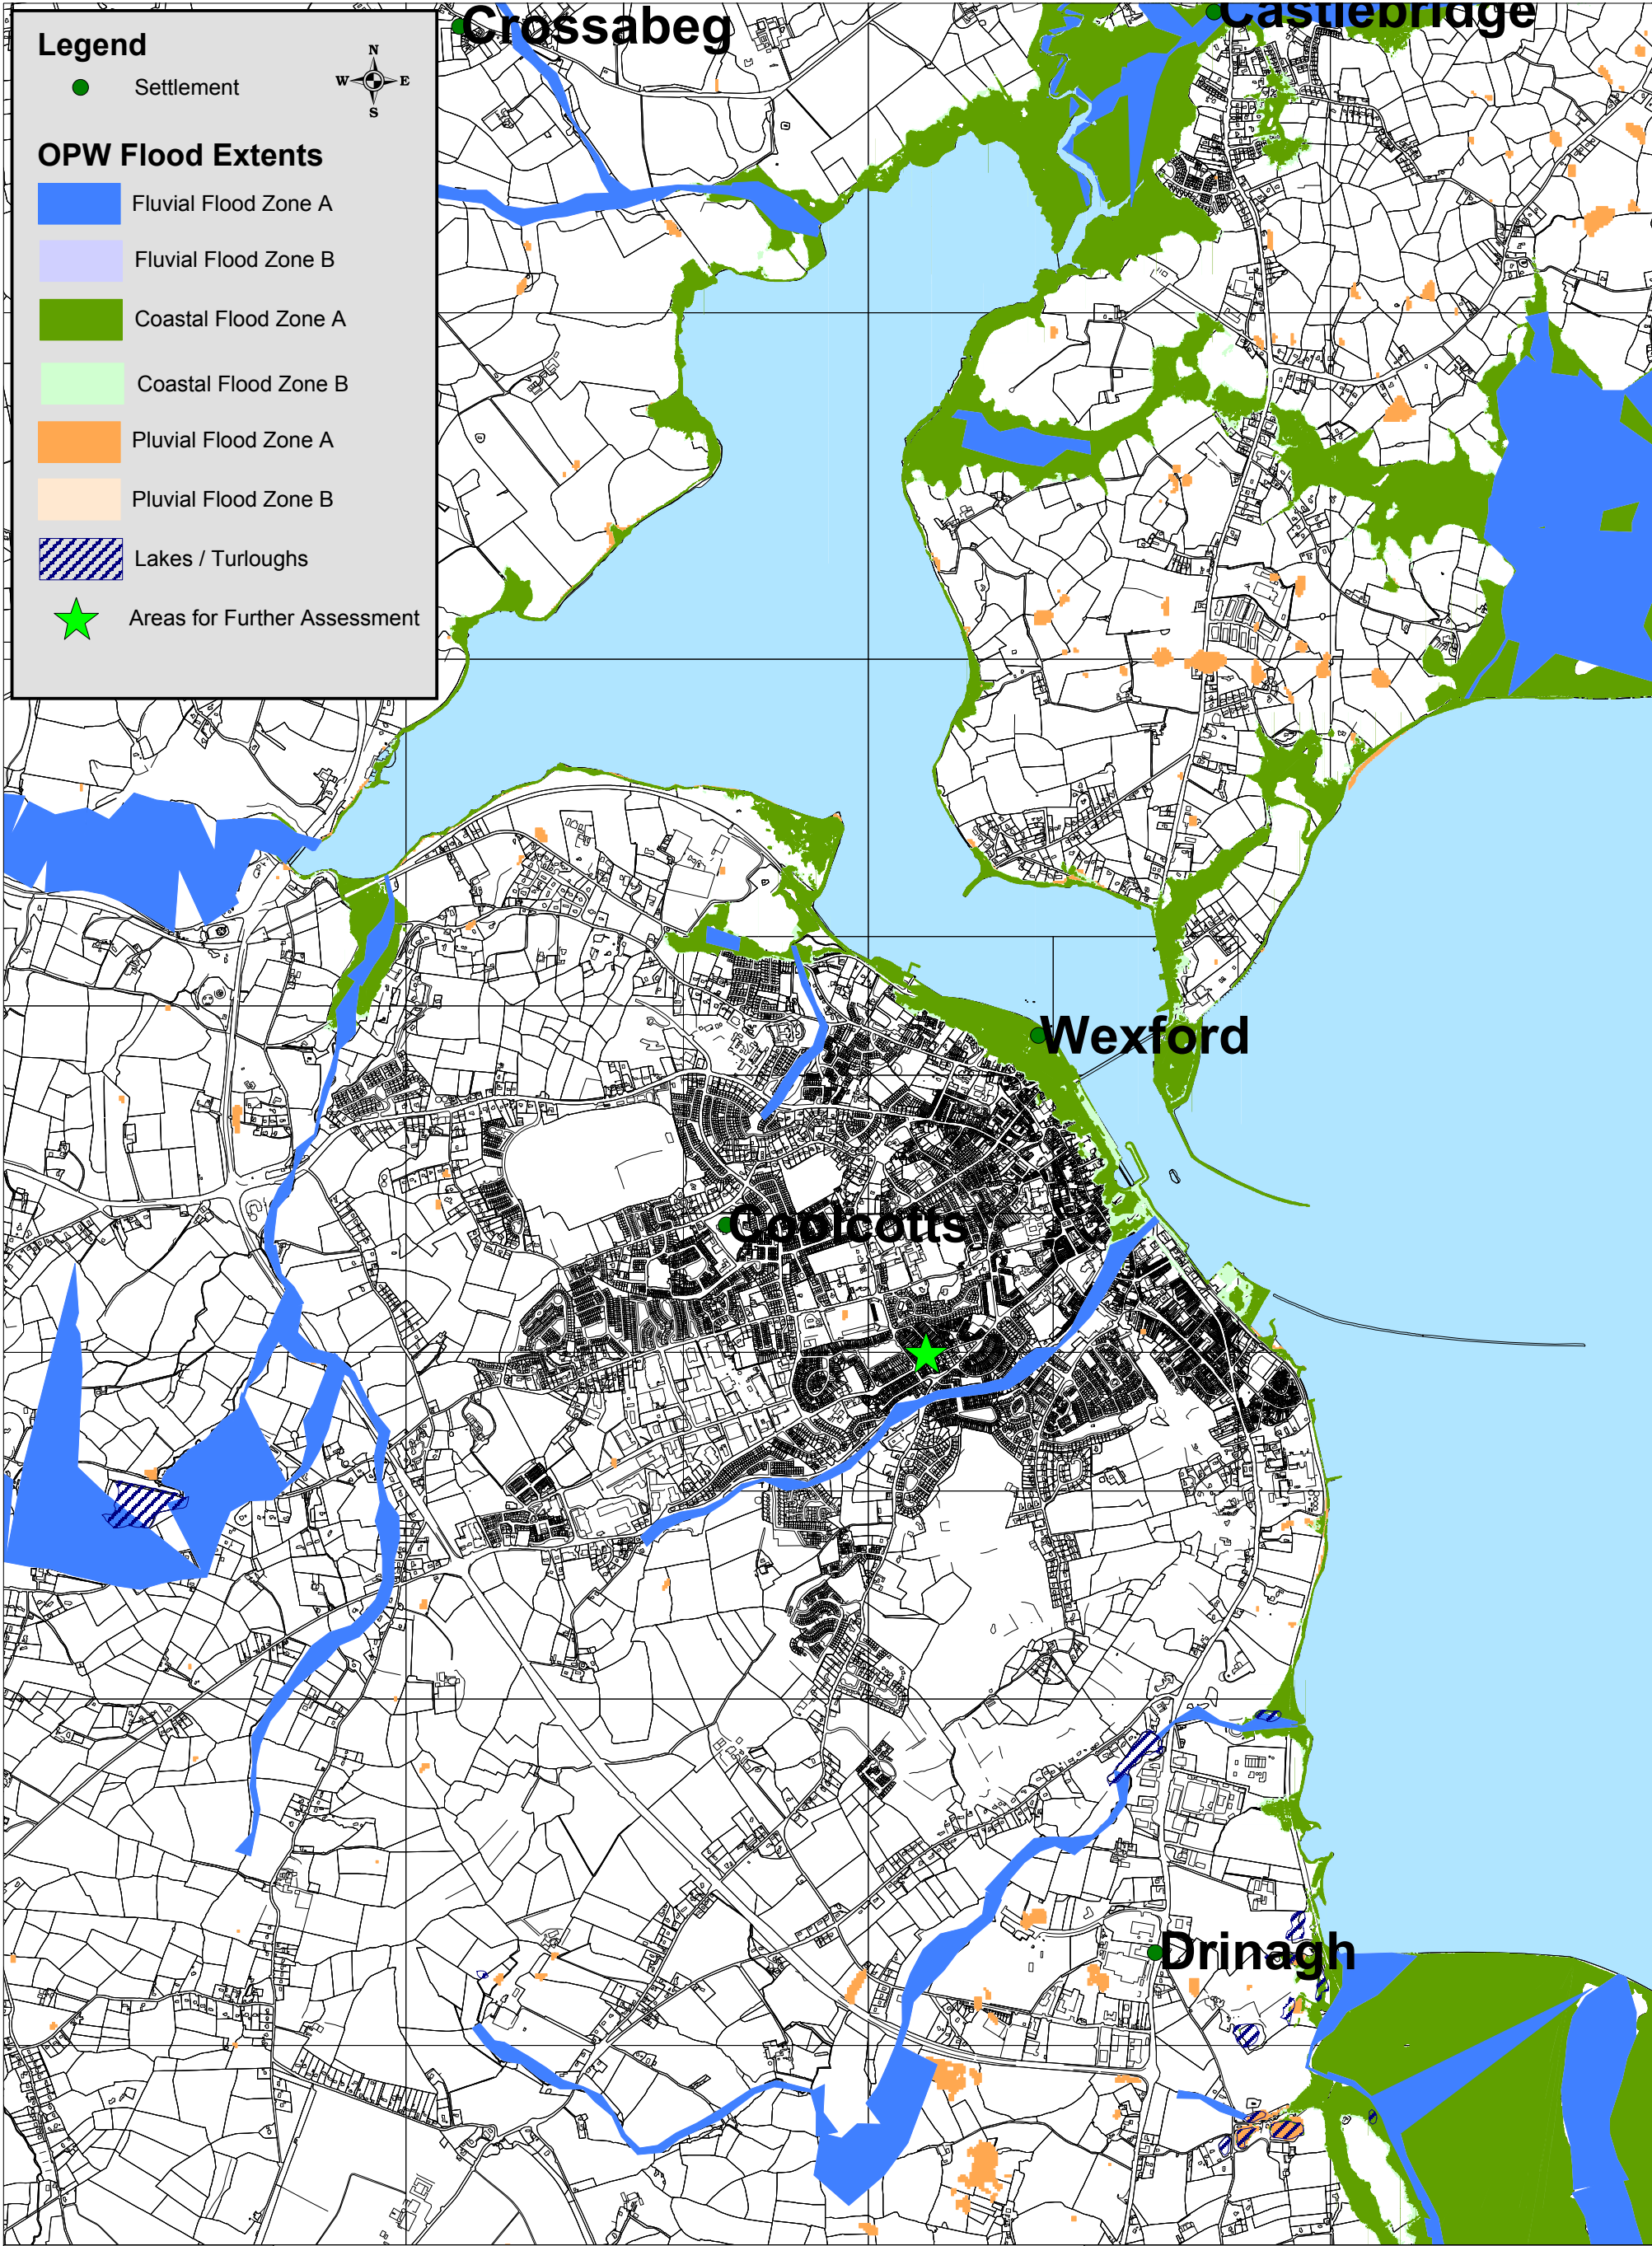 Crossabeg
Castlebridge
Legend
N
W E
S
Settlement
OPW Flood Extents
Fluvial Flood Zone A
Fluvial Flood Zone B
Coastal Flood Zone A
Coastal Flood Zone B
Pluvial Flood Zone A
Pluvial Flood Zone B
Lakes / Turloughs
Areas for Further Assessment
Wexford
Coolcotts
Drinagh